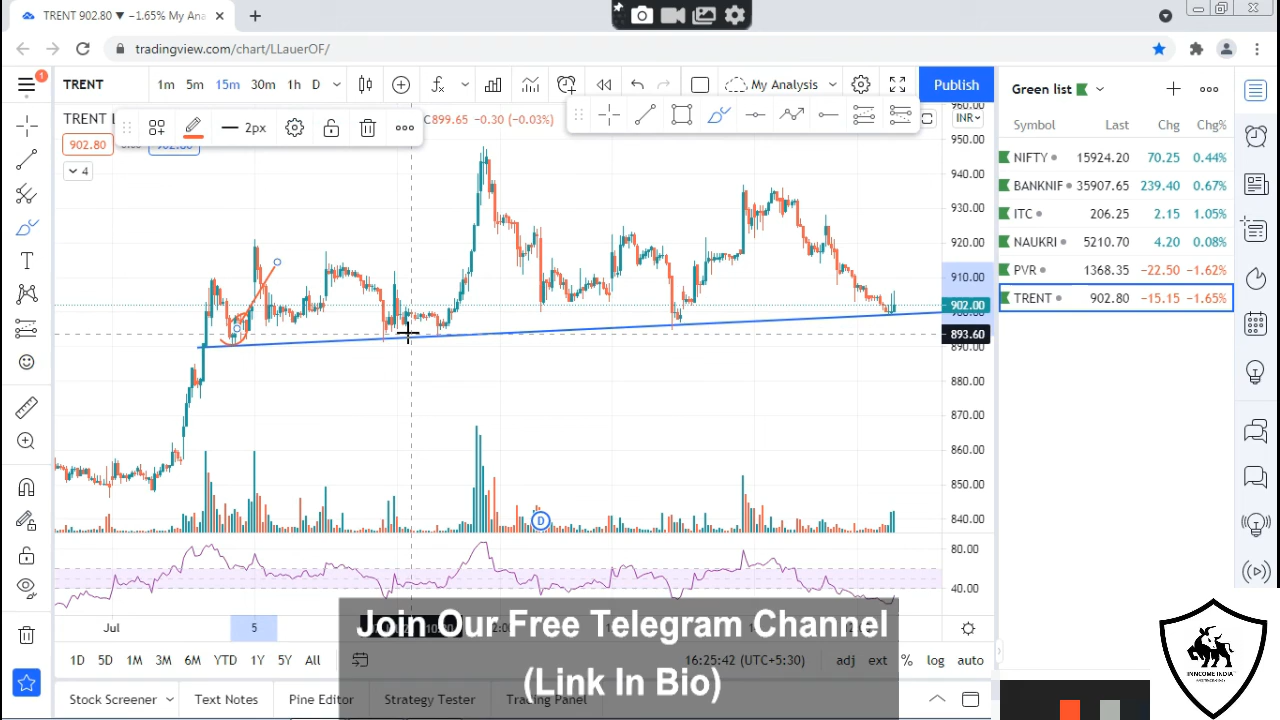 TRENT 902.80 ▼ −1.65% My Ana
tradingview.com/chart/LLauerOF/
1
TRENT
1m 5m 15m 30m 1h D
My Analysis
Publish
Green list
TRENT L
C899.65 −0.30 (−0.03%)
2px
902.80
4
INR
960.00
950.00
940.00
930.00
920.00
910.00
902.00
893.60
890.00
880.00
870.00
860.00
850.00
840.00
80.00
40.00
D
Symbol Last Chg Chg%
NIFTY 15924.20 70.25 0.44%
BANKNIF 35907.65 239.40 0.67%
ITC 206.25 2.15 1.05%
NAUKRI 5210.70 4.20 0.08%
PVR 1368.35 −22.50 −1.62%
TRENT 902.80 −15.15 −1.65%
Jul 5
Join Our Free Telegram Channel
(Link In Bio)
1D 5D 1M 3M 6M YTD 1Y 5Y All
16:25:42 (UTC+5:30) adj ext % log auto
Stock Screener Text Notes Pine Editor Strategy Tester Trading Panel
INNCOME INDIA